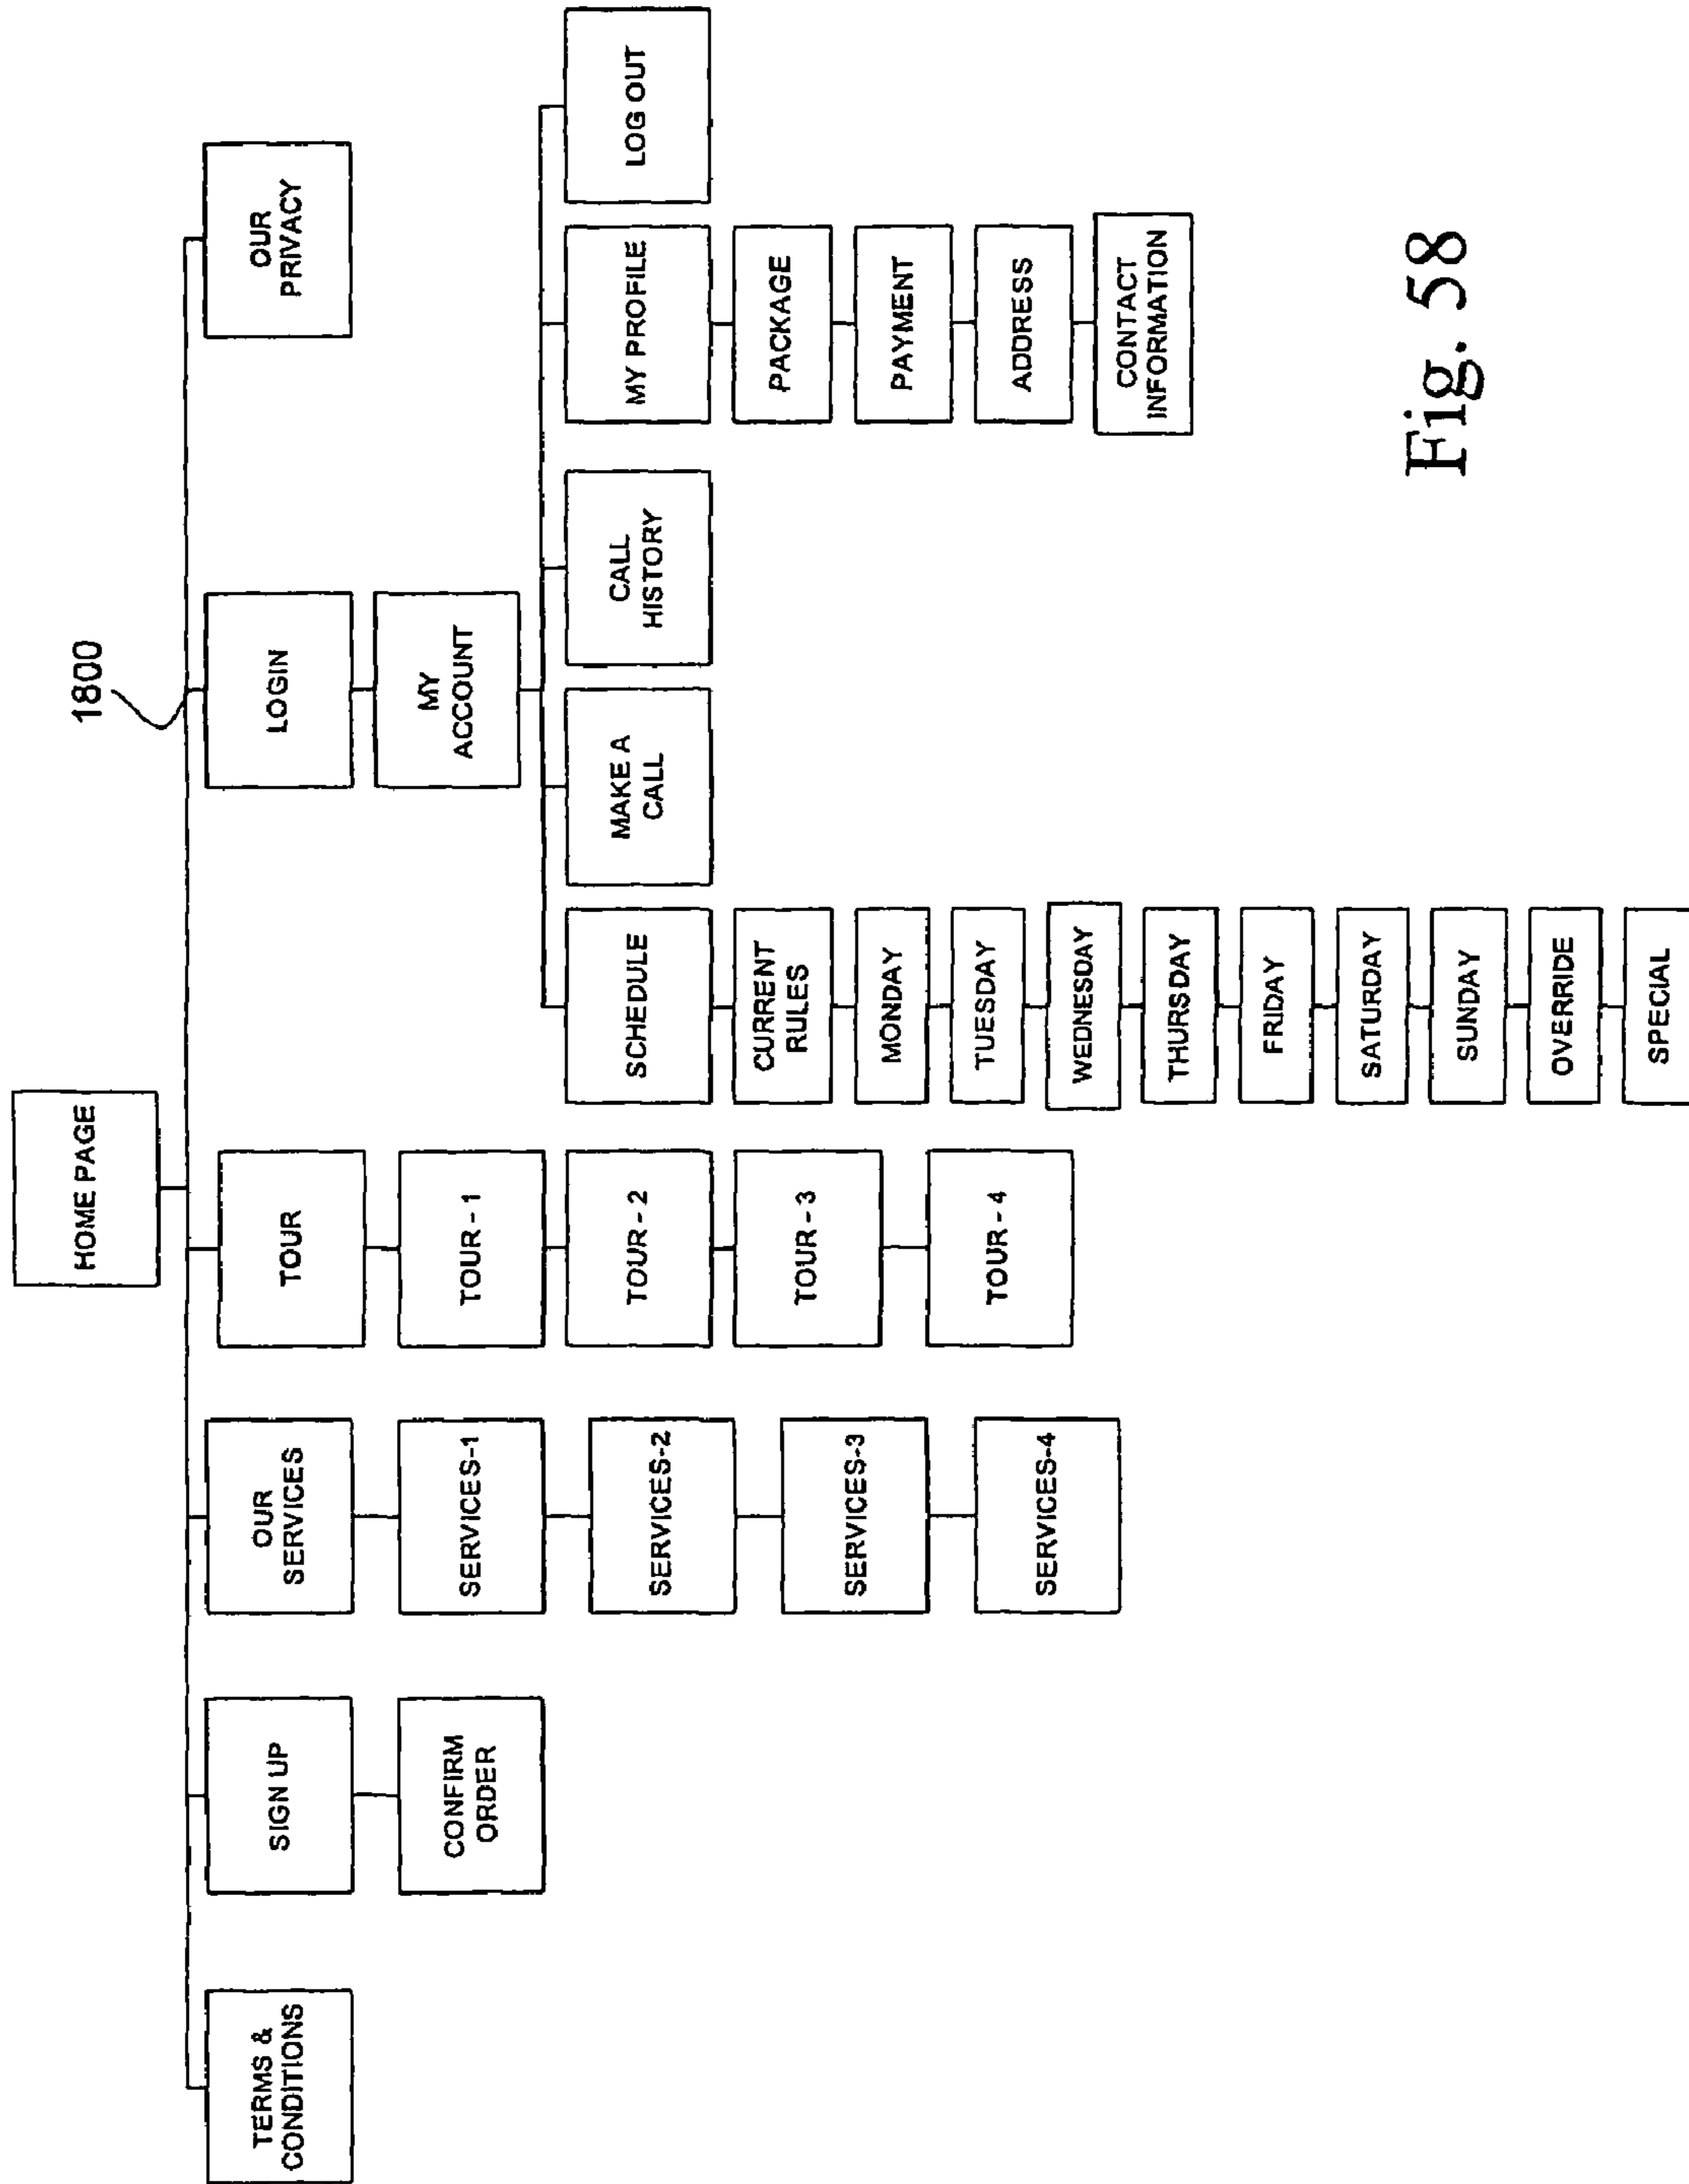 HOME PAGE
1800
TERMS &
CONDITIONS
SIGN UP
OUR
SERVICES
TOUR
LOGIN
OUR
PRIVACY
CONFIRM
ORDER
SERVICES-1
SERVICES-2
SERVICES-3
SERVICES-4
TOUR - 1
TOUR - 2
TOUR - 3
TOUR - 4
MY
ACCOUNT
SCHEDULE
MAKE A
CALL
CALL
HISTORY
MY PROFILE
LOG OUT
CURRENT
RULES
MONDAY
TUESDAY
WEDNESDAY
THURSDAY
FRIDAY
SATURDAY
SUNDAY
OVERRIDE
SPECIAL
PACKAGE
PAYMENT
ADDRESS
CONTACT
INFORMATION
Fig. 58